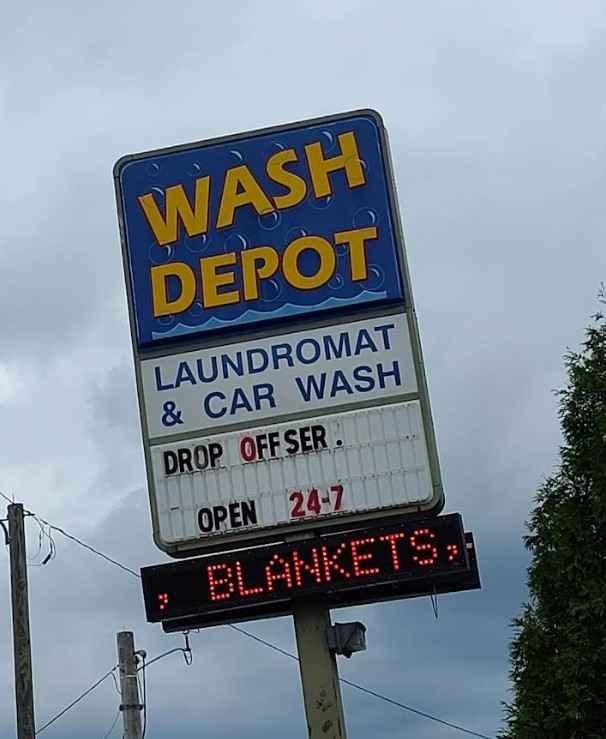 WASH
DEPOT
LAUNDROMAT
& CAR WASH
DROP OFF SER.
OPEN 24-7
, BLANKETS,